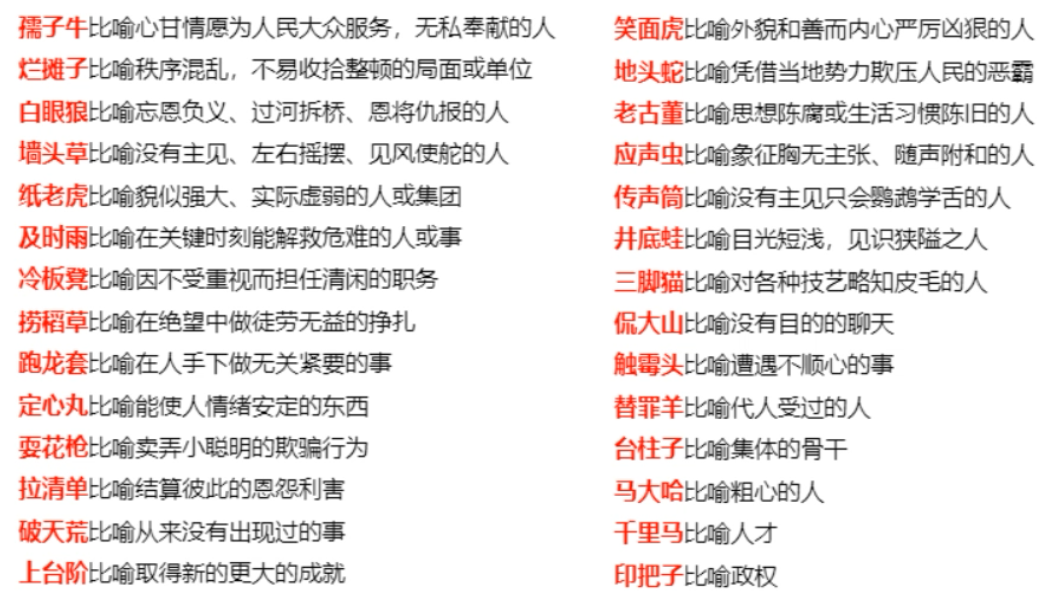 孺子牛比喻心甘情愿为人民大众服务，无私奉献的人
烂摊子比喻秩序混乱，不易收拾整顿的局面或单位
白眼狼比喻忘恩负义、过河拆桥、恩将仇报的人
墙头草比喻没有主见、左右摇摆、见风使舵的人
纸老虎比喻貌似强大、实际虚弱的人或集团
及时雨比喻在关键时刻能解救危难的人或事
冷板凳比喻因不受重视而担任清闲的职务
捞稻草比喻在绝望中做徒劳无益的挣扎
跑龙套比喻在人手下做无关紧要的事
定心丸比喻能使人情绪安定的东西
耍花枪比喻卖弄小聪明的欺骗行为
拉清单比喻结算彼此的恩怨利害
破天荒比喻从来没有出现过的事
上台阶比喻取得新的更大的成就
笑面虎比喻外貌和善而内心严厉凶狠的人
地头蛇比喻凭借当地势力欺压人民的恶霸
老古董比喻思想陈腐或生活习惯陈旧的人
应声虫比喻象征胸无主张、随声附和的人
传声筒比喻没有主见只会鹦鹉学舌的人
井底蛙比喻目光短浅，见识狭隘之人
三脚猫比喻对各种技艺略知皮毛的人
侃大山比喻没有目的的聊天
触霉头比喻遭遇不顺心的事
替罪羊比喻代人受过的人
台柱子比喻集体的骨干
马大哈比喻粗心的人
千里马比喻人才
印把子比喻政权